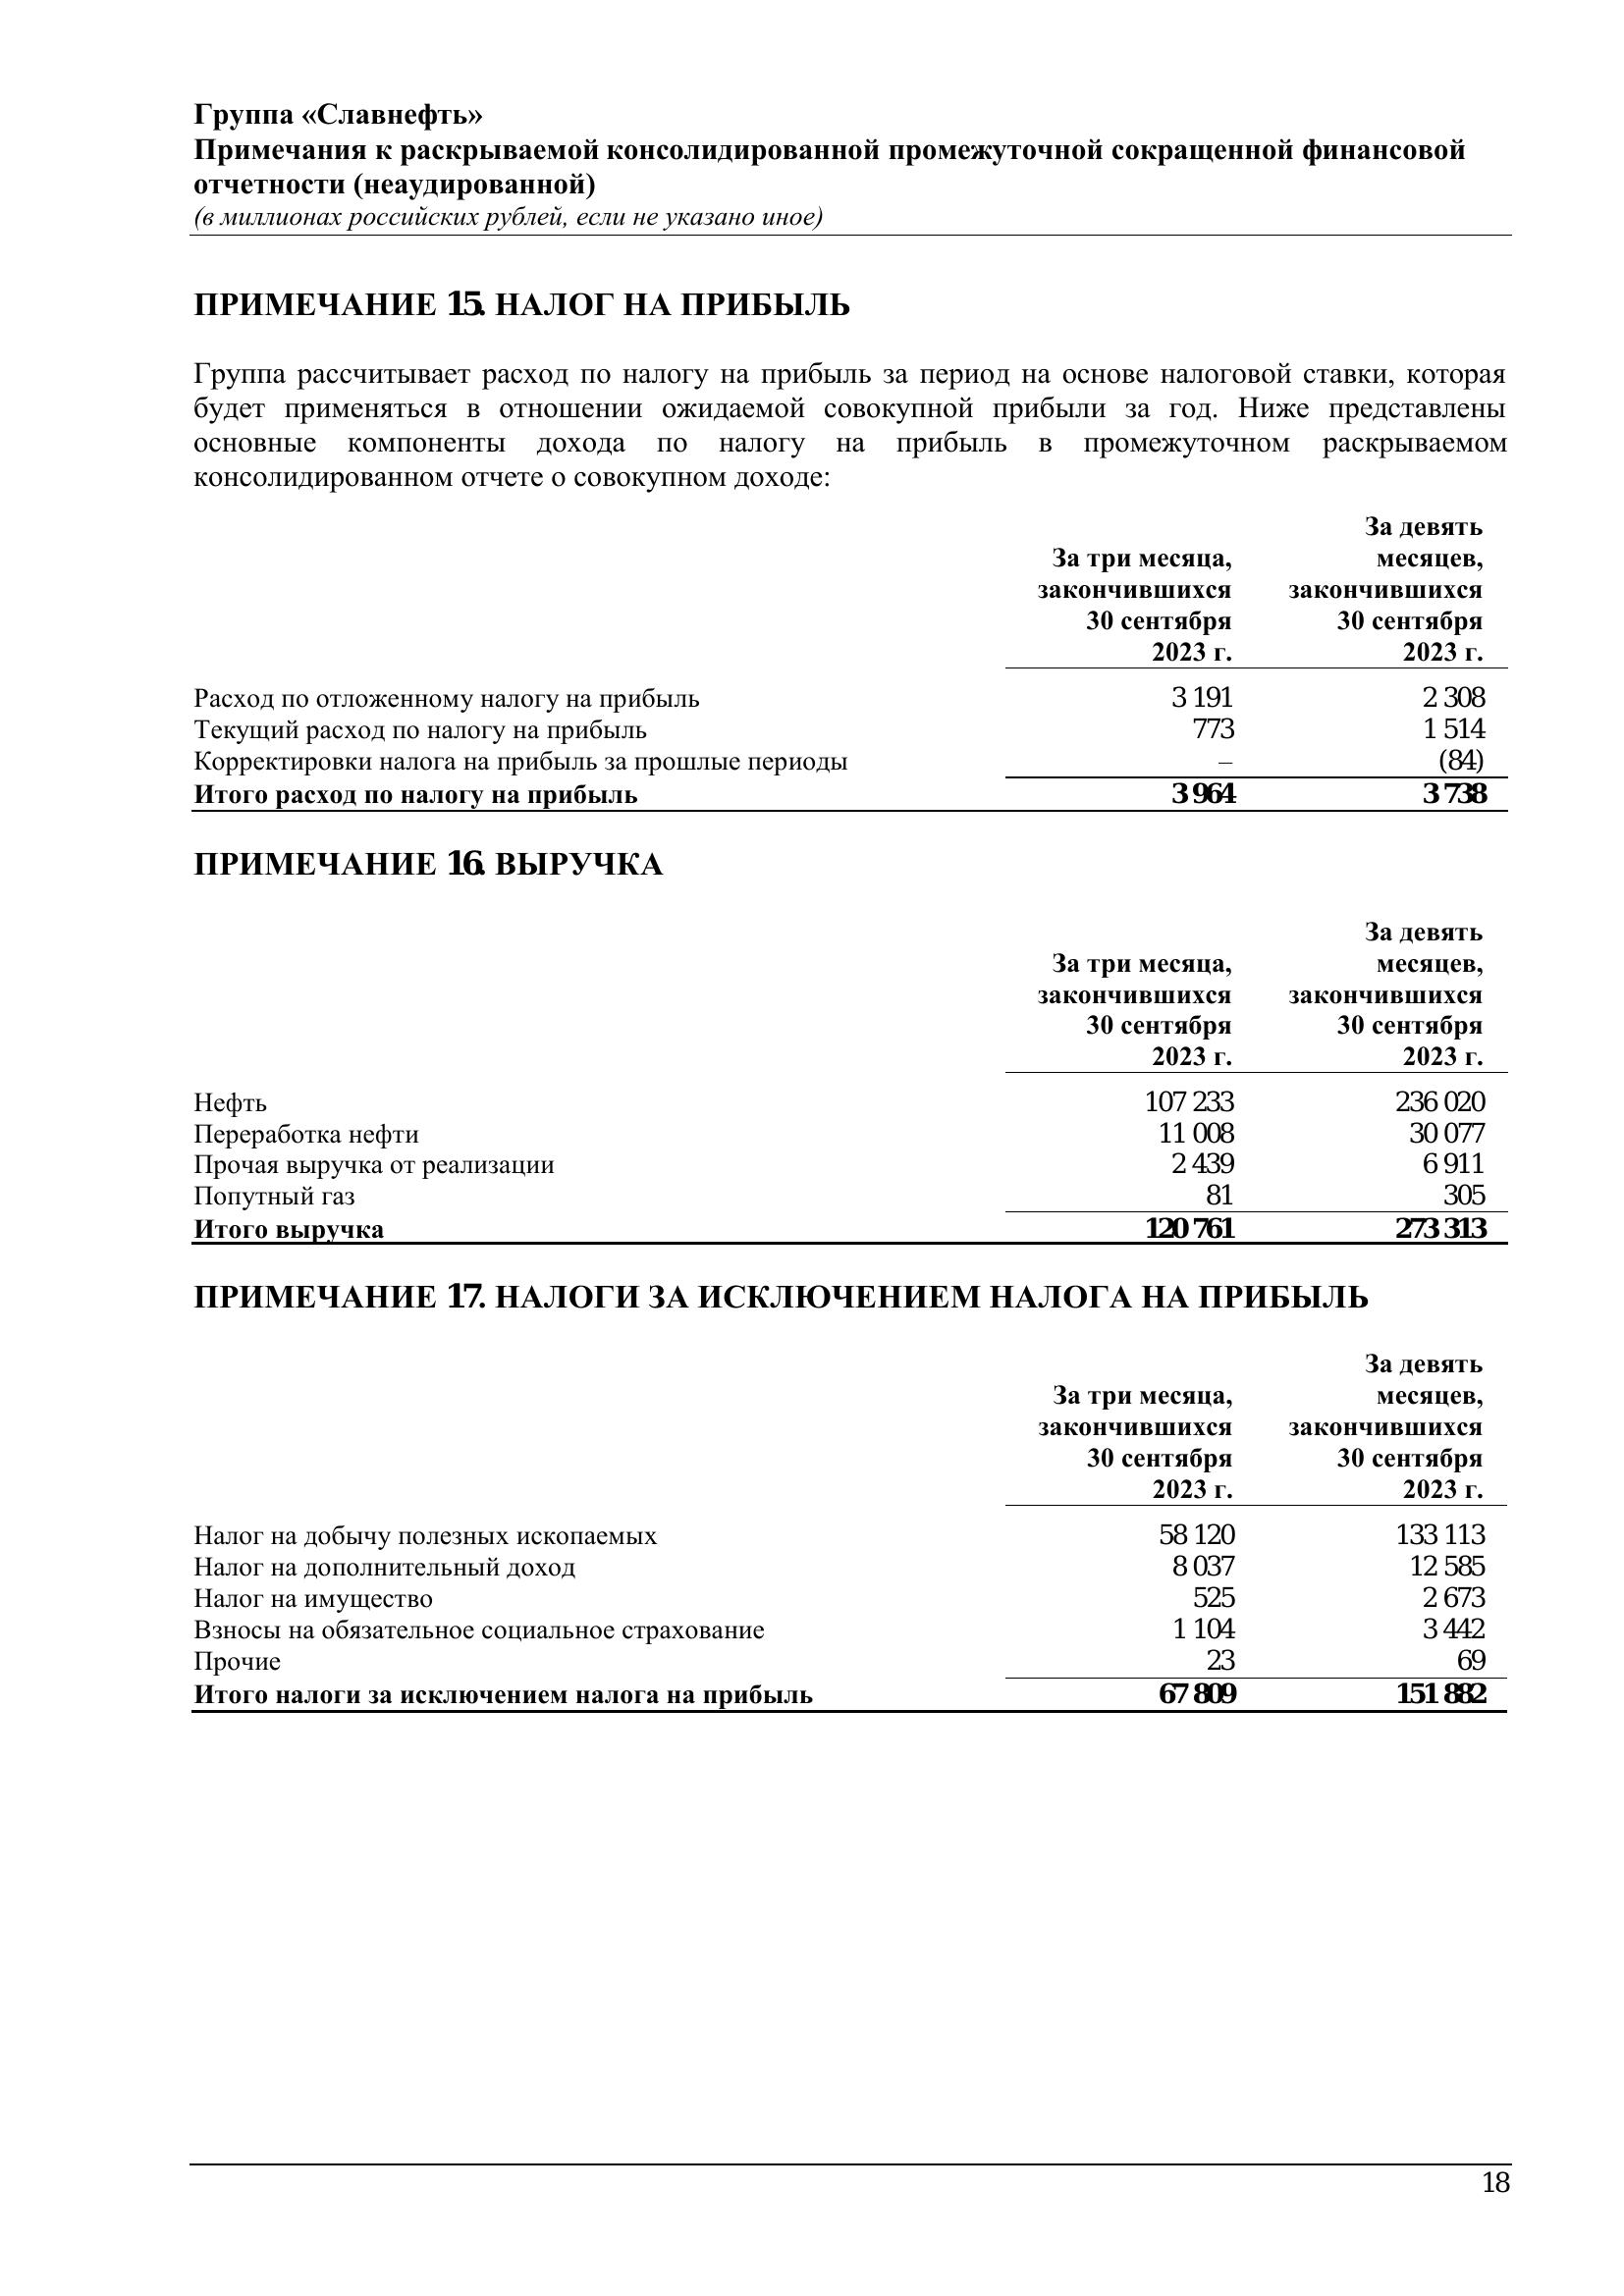 Группа «Славнефть»
Примечания к раскрываемой консолидированной промежуточной сокращенной финансовой
отчетности (неаудированной)
(в миллионах российских рублей, если не указано иное)
ПРИМЕЧАНИЕ 15. НАЛОГ НА ПРИБЫЛЬ
Группа рассчитывает расход по налогу на прибыль за период на основе налоговой ставки, которая
будет применяться в отношении ожидаемой совокупной прибыли за год. Ниже представлены
основные компоненты дохода по налогу на прибыль в промежуточном раскрываемом
консолидированном отчете о совокупном доходе:
За девять
За три месяца, месяцев,
закончившихся закончившихся
30 сентября 30 сентября
2023 г. 2023 г.
Расход по отложенному налогу на прибыль 3 191 2 308
Текущий расход по налогу на прибыль 773 1 514
Корректировки налога на прибыль за прошлые периоды – (84)
Итого расход по налогу на прибыль 3 964 3 738
ПРИМЕЧАНИЕ 16. ВЫРУЧКА
За девять
За три месяца, месяцев,
закончившихся закончившихся
30 сентября 30 сентября
2023 г. 2023 г.
Нефть 107 233 236 020
Переработка нефти 11 008 30 077
Прочая выручка от реализации 2 439 6 911
Попутный газ 81 305
Итого выручка 120 761 273 313
ПРИМЕЧАНИЕ 17. НАЛОГИ ЗА ИСКЛЮЧЕНИЕМ НАЛОГА НА ПРИБЫЛЬ
За девять
За три месяца, месяцев,
закончившихся закончившихся
30 сентября 30 сентября
2023 г. 2023 г.
Налог на добычу полезных ископаемых 58 120 133 113
Налог на дополнительный доход 8 037 12 585
Налог на имущество 525 2 673
Взносы на обязательное социальное страхование 1 104 3 442
Прочие 23 69
Итого налоги за исключением налога на прибыль 67 809 151 882
18